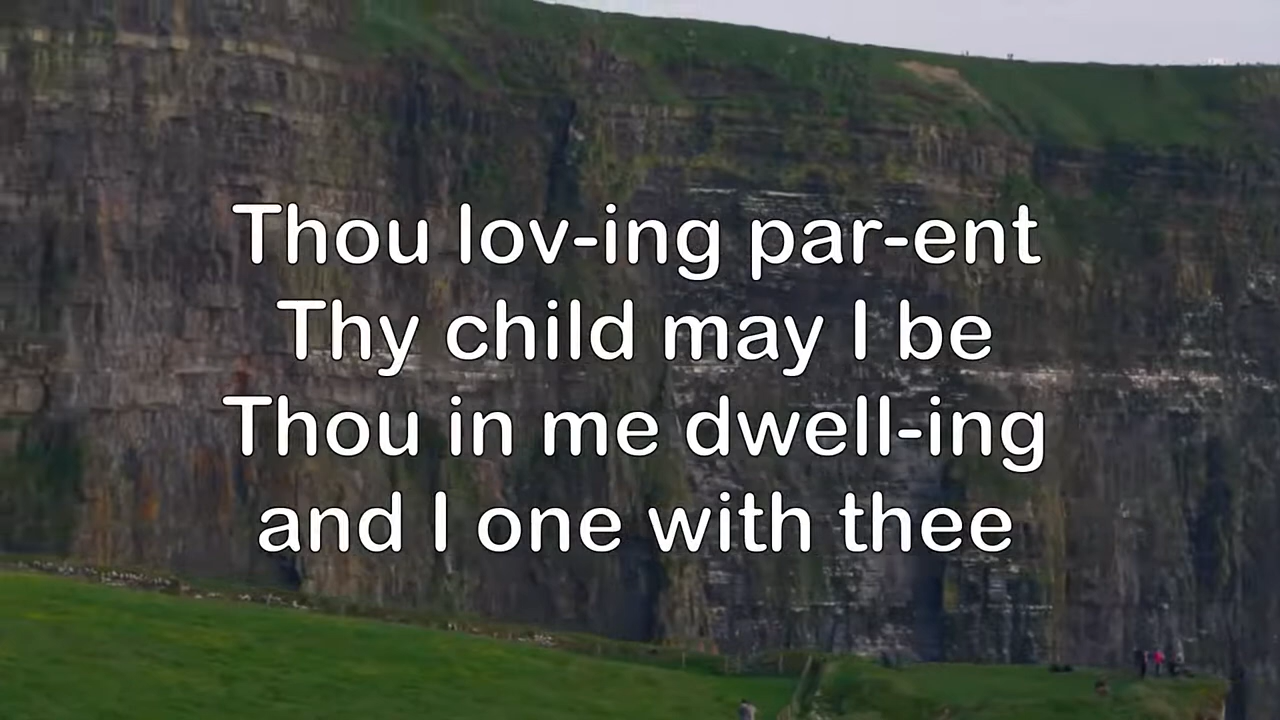 Thou lov-ing par-ent
Thy child may I be
Thou in me dwell-ing
and I one with thee